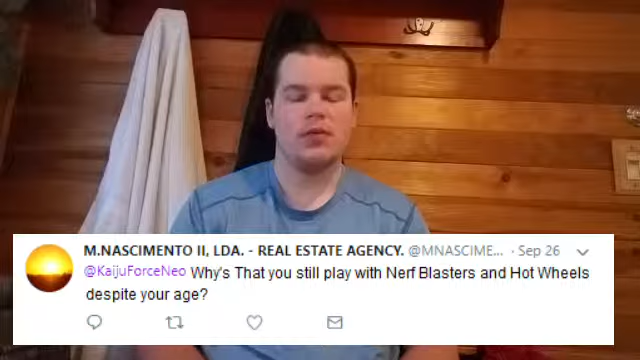 M.NASCIMENTO II, LDA. - REAL ESTATE AGENCY. @MNASCIME... · Sep 26
@KaijuForceNeo Why's That you still play with Nerf Blasters and Hot Wheels
despite your age?